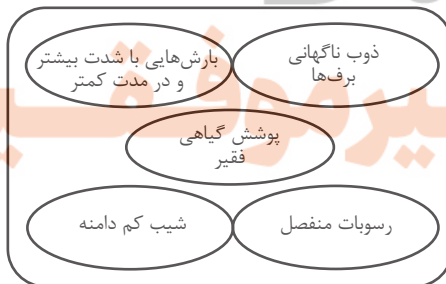 ذوب ناگهانی
برف‌ها
بارش‌هایی با شدت بیشتر
و در مدت کمتر
پوشش گیاهی
فقیر
رسوبات منفصل
شیب کم دامنه